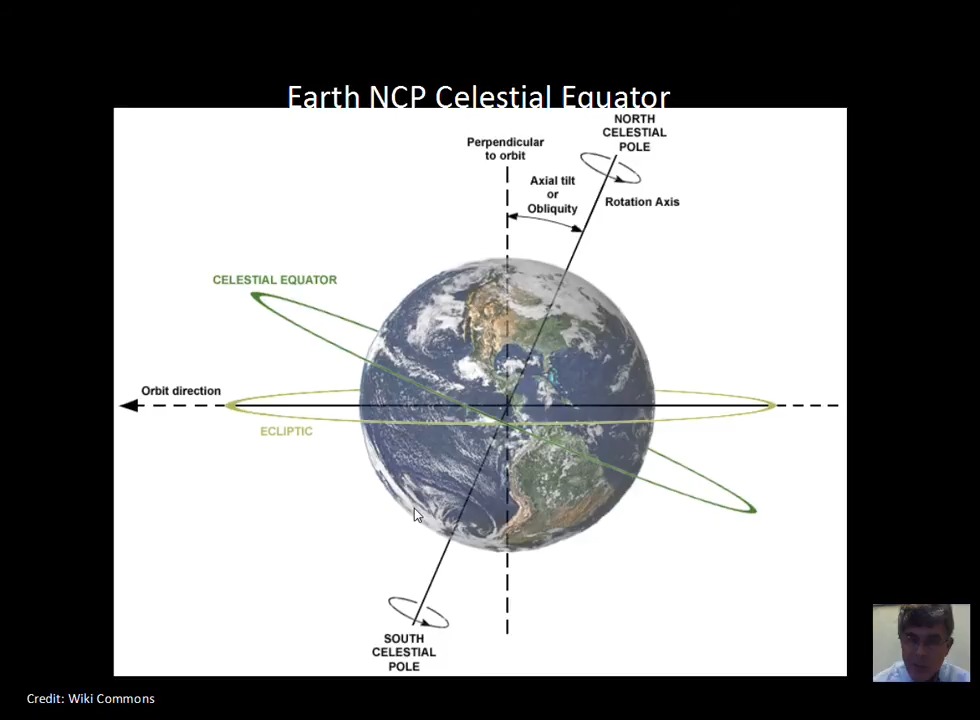 Earth NCP Celestial Equator
NORTH
CELESTIAL
POLE
Perpendicular
to orbit
Axial tilt
or
Obliquity
Rotation Axis
CELESTIAL EQUATOR
Orbit direction
ECLIPTIC
SOUTH
CELESTIAL
POLE
Credit: Wiki Commons